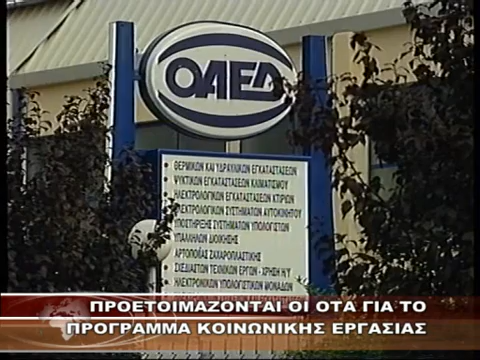 ΟΑΕΔ
ΘΕΡΜΙΚΩΝ ΚΑΙ ΥΔΡΑΥΛΙΚΩΝ ΕΓΚΑΤΑΣΤΑΣΕΩΝ
ΨΥΚΤΙΚΩΝ ΕΓΚΑΤΑΣΤΑΣΕΩΝ ΚΛΙΜΑΤΙΣΜΟΥ
ΗΛΕΚΤΡΟΛΟΓΙΚΩΝ ΕΓΚΑΤΑΣΤΑΣΕΩΝ ΚΤΙΡΙΩΝ
ΗΛΕΚΤΡΟΛΟΓΙΚΩΝ ΣΥΣΤΗΜΑΤΩΝ ΑΥΤΟΚΙΝΗΤΟΥ
ΥΠΟΣΤΗΡΙΞΗΣ ΣΥΣΤΗΜΑΤΩΝ ΥΠΟΛΟΓΙΣΤΩΝ
ΥΠΑΛΛΗΛΩΝ ΔΙΟΙΚΗΣΗΣ
ΑΡΤΟΠΟΙΙΑΣ ΖΑΧΑΡΟΠΛΑΣΤΙΚΗΣ
ΣΧΕΔΙΑΣΤΩΝ ΤΕΧΝΙΚΩΝ ΕΡΓΩΝ - ΧΡΗΣΗ Η/Υ
ΗΛΕΚΤΡΟΝΙΚΩΝ ΥΠΟΛΟΓΙΣΤΙΚΩΝ ΜΟΝΑΔΩΝ
ΠΡΟΕΤΟΙΜΑΖΟΝΤΑΙ ΟΙ ΟΤΑ ΓΙΑ ΤΟ
ΠΡΟΓΡΑΜΜΑ ΚΟΙΝΩΝΙΚΗΣ ΕΡΓΑΣΙΑΣ